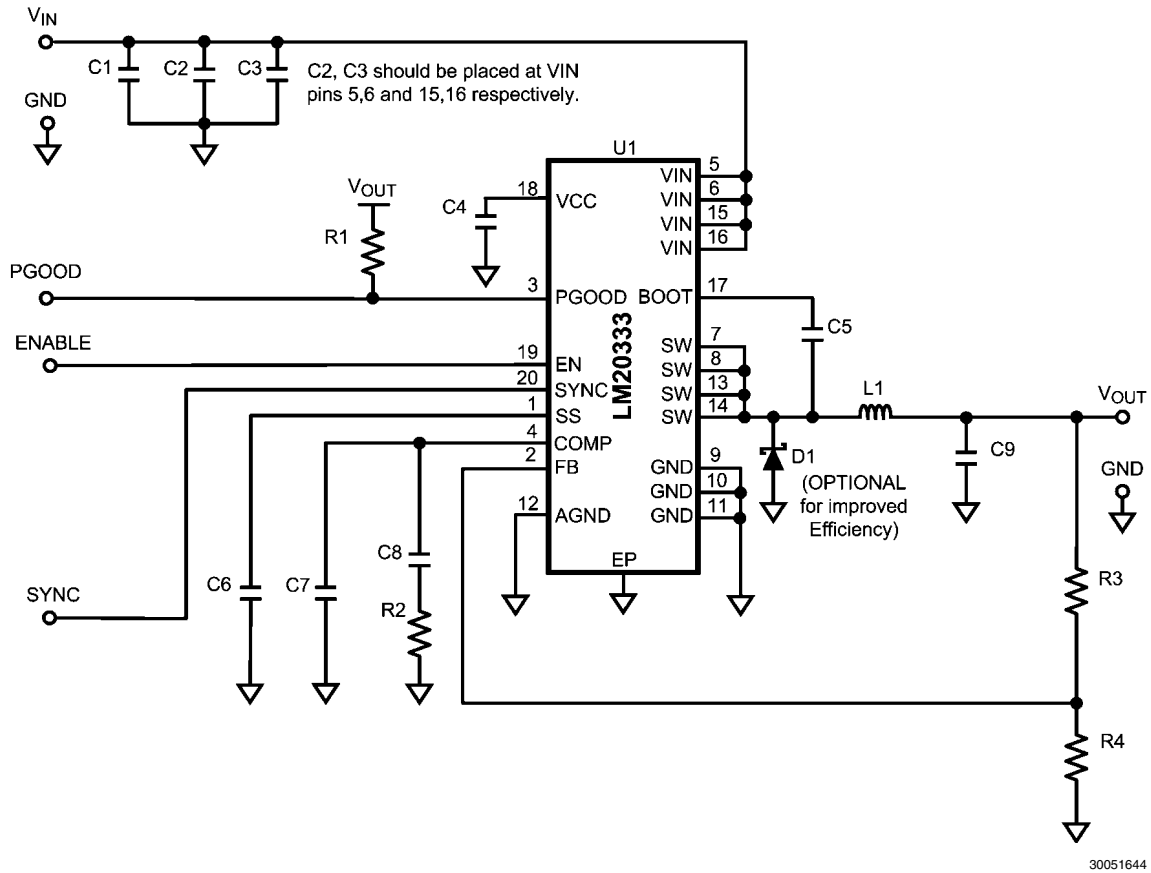 VIN
C1
C2
C3
C2, C3 should be placed at VIN
pins 5,6 and 15,16 respectively.
GND
U1
VOUT
R1
C4
18
VCC
VIN
5
VIN
6
VIN
15
VIN
16
PGOOD
3
PGOOD
BOOT
17
C5
LM20333
ENABLE
19
EN
20
SYNC
1
SS
4
COMP
2
FB
12
AGND
SW
7
SW
8
SW
13
SW
14
L1
VOUT
D1
(OPTIONAL
for improved
Efficiency)
C9
GND
GND
9
GND
10
GND
11
EP
SYNC
C6
C7
C8
R2
R3
R4
30051644